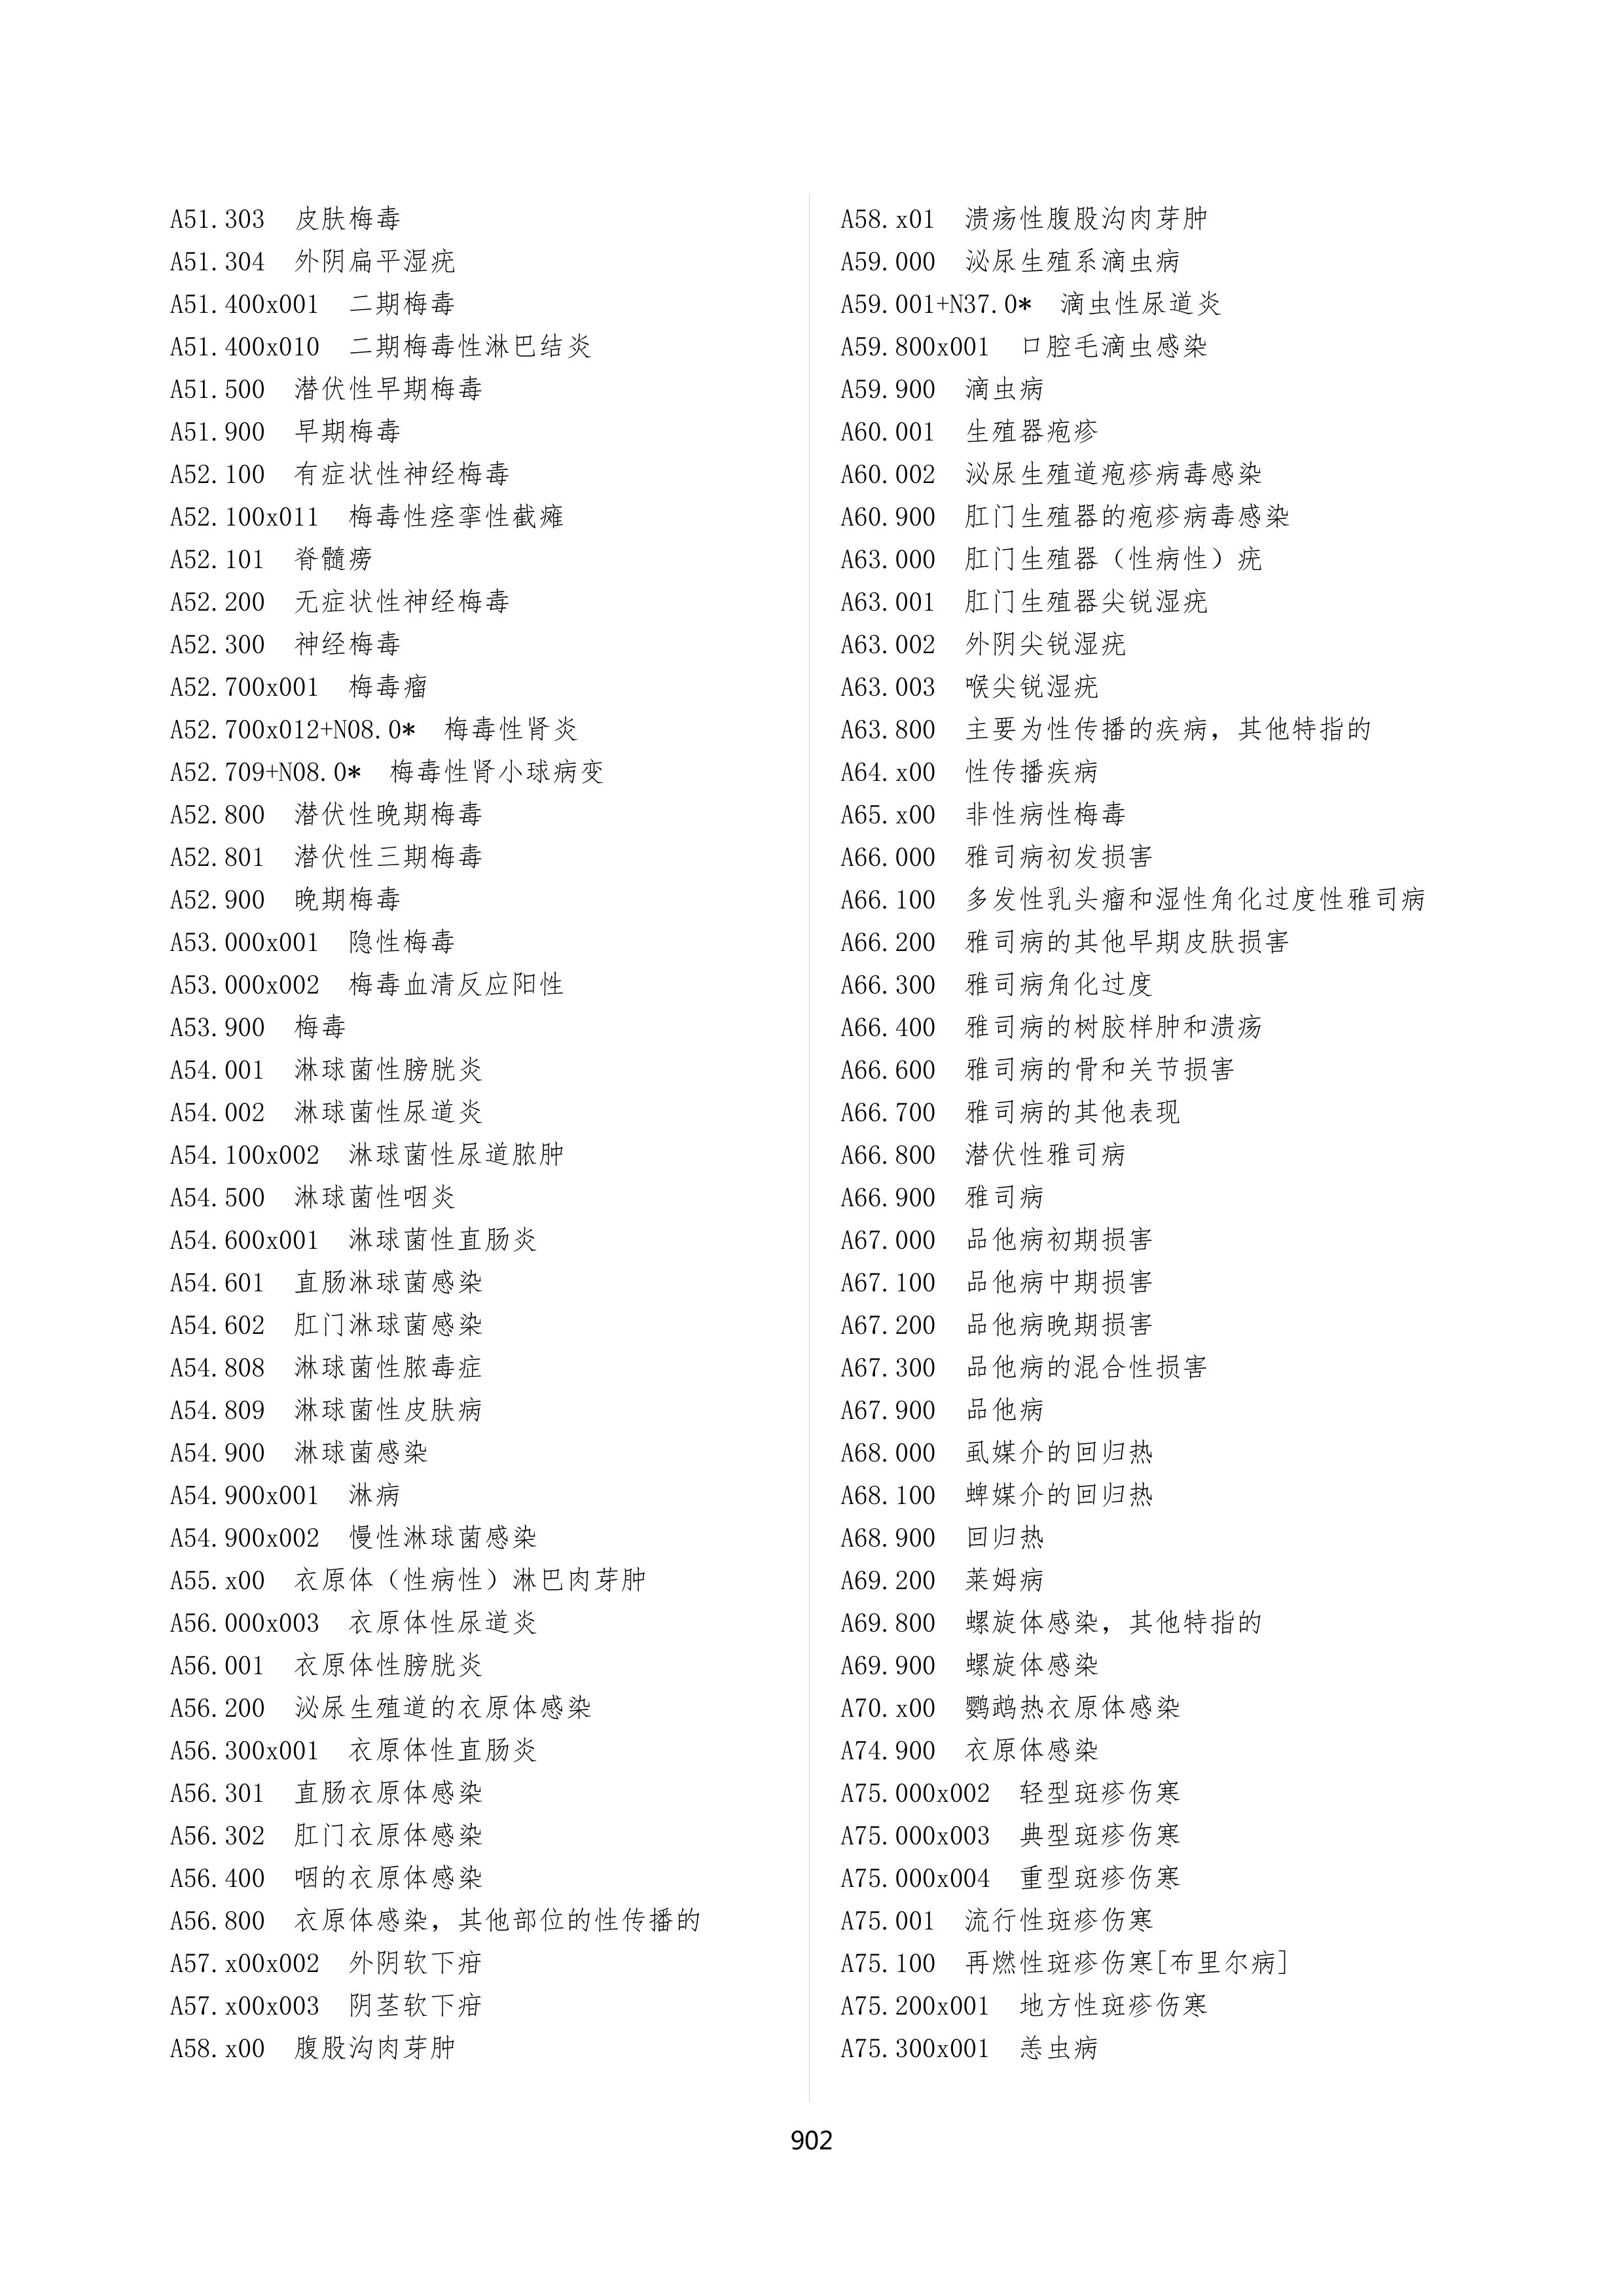 A51.303 皮肤梅毒
A51.304 外阴扁平湿疣
A51.400x001 二期梅毒
A51.400x010 二期梅毒性淋巴结炎
A51.500 潜伏性早期梅毒
A51.900 早期梅毒
A52.100 有症状性神经梅毒
A52.100x011 梅毒性痉挛性截瘫
A52.101 脊髓痨
A52.200 无症状性神经梅毒
A52.300 神经梅毒
A52.700x001 梅毒瘤
A52.700x012+N08.0* 梅毒性肾炎
A52.709+N08.0* 梅毒性肾小球病变
A52.800 潜伏性晚期梅毒
A52.801 潜伏性三期梅毒
A52.900 晚期梅毒
A53.000x001 隐性梅毒
A53.000x002 梅毒血清反应阳性
A53.900 梅毒
A54.001 淋球菌性膀胱炎
A54.002 淋球菌性尿道炎
A54.100x002 淋球菌性尿道脓肿
A54.500 淋球菌性咽炎
A54.600x001 淋球菌性直肠炎
A54.601 直肠淋球菌感染
A54.602 肛门淋球菌感染
A54.808 淋球菌性脓毒症
A54.809 淋球菌性皮肤病
A54.900 淋球菌感染
A54.900x001 淋病
A54.900x002 慢性淋球菌感染
A55.x00 衣原体（性病性）淋巴肉芽肿
A56.000x003 衣原体性尿道炎
A56.001 衣原体性膀胱炎
A56.200 泌尿生殖道的衣原体感染
A56.300x001 衣原体性直肠炎
A56.301 直肠衣原体感染
A56.302 肛门衣原体感染
A56.400 咽的衣原体感染
A56.800 衣原体感染，其他部位的性传播的
A57.x00x002 外阴软下疳
A57.x00x003 阴茎软下疳
A58.x00 腹股沟肉芽肿
A58.x01 溃疡性腹股沟肉芽肿
A59.000 泌尿生殖系滴虫病
A59.001+N37.0* 滴虫性尿道炎
A59.800x001 口腔毛滴虫感染
A59.900 滴虫病
A60.001 生殖器疱疹
A60.002 泌尿生殖道疱疹病毒感染
A60.900 肛门生殖器的疱疹病毒感染
A63.000 肛门生殖器（性病性）疣
A63.001 肛门生殖器尖锐湿疣
A63.002 外阴尖锐湿疣
A63.003 喉尖锐湿疣
A63.800 主要为性传播的疾病，其他特指的
A64.x00 性传播疾病
A65.x00 非性病性梅毒
A66.000 雅司病初发损害
A66.100 多发性乳头瘤和湿性角化过度性雅司病
A66.200 雅司病的其他早期皮肤损害
A66.300 雅司病角化过度
A66.400 雅司病的树胶样肿和溃疡
A66.600 雅司病的骨和关节损害
A66.700 雅司病的其他表现
A66.800 潜伏性雅司病
A66.900 雅司病
A67.000 品他病初期损害
A67.100 品他病中期损害
A67.200 品他病晚期损害
A67.300 品他病的混合性损害
A67.900 品他病
A68.000 虱媒介的回归热
A68.100 蜱媒介的回归热
A68.900 回归热
A69.200 莱姆病
A69.800 螺旋体感染，其他特指的
A69.900 螺旋体感染
A70.x00 鹦鹉热衣原体感染
A74.900 衣原体感染
A75.000x002 轻型斑疹伤寒
A75.000x003 典型斑疹伤寒
A75.000x004 重型斑疹伤寒
A75.001 流行性斑疹伤寒
A75.100 再燃性斑疹伤寒[布里尔病]
A75.200x001 地方性斑疹伤寒
A75.300x001 恙虫病
902